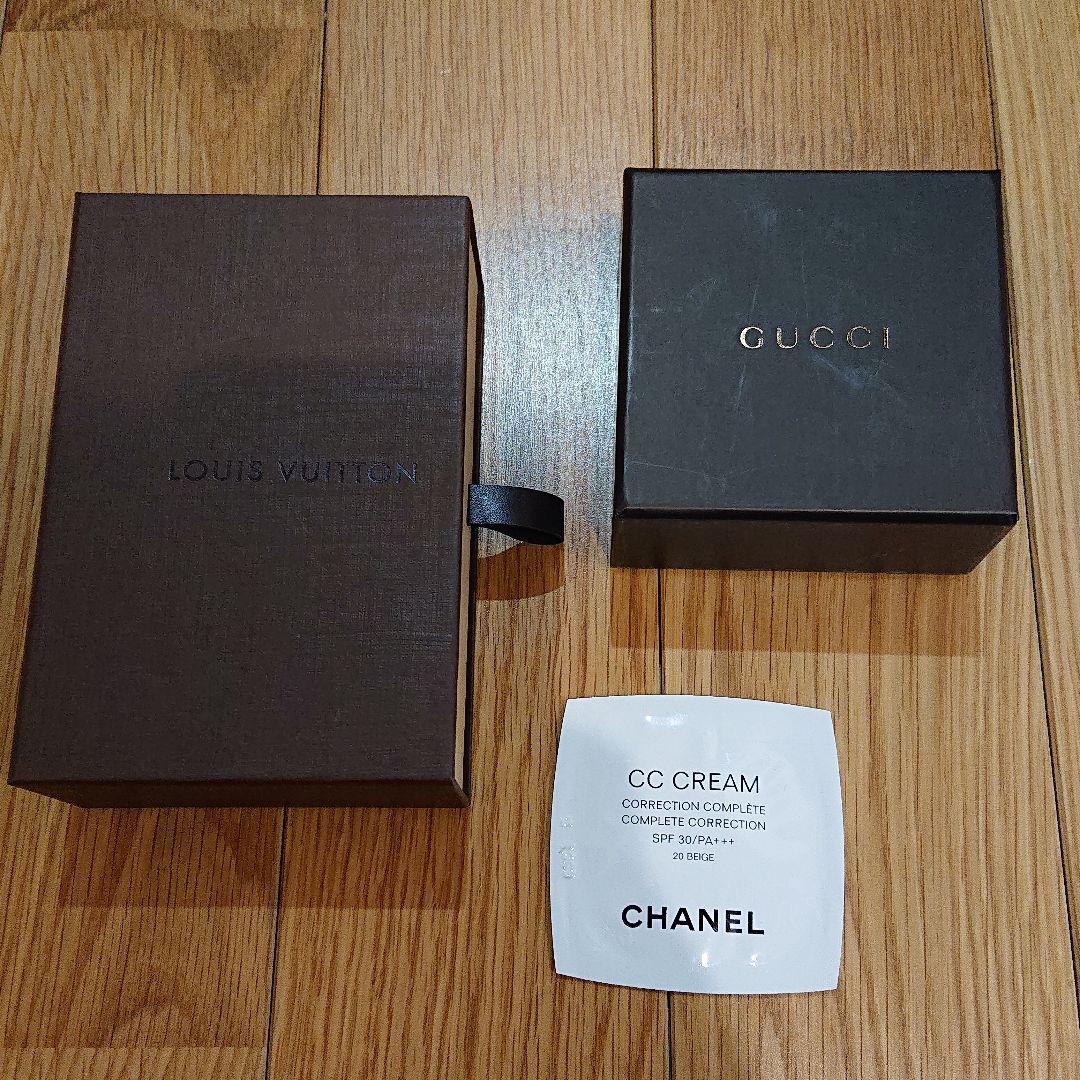 LOUIS VUITTON
GUCCI
CC CREAM
CORRECTION COMPLÈTE
COMPLETE CORRECTION
SPF 30/PA+++
20 BEIGE
CHANEL